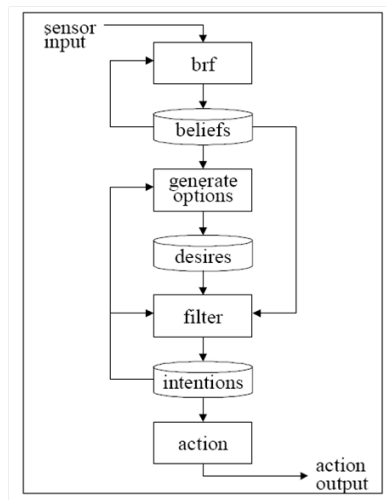 sensor
input
brf
beliefs
generate
options
desires
filter
intentions
action
action
output